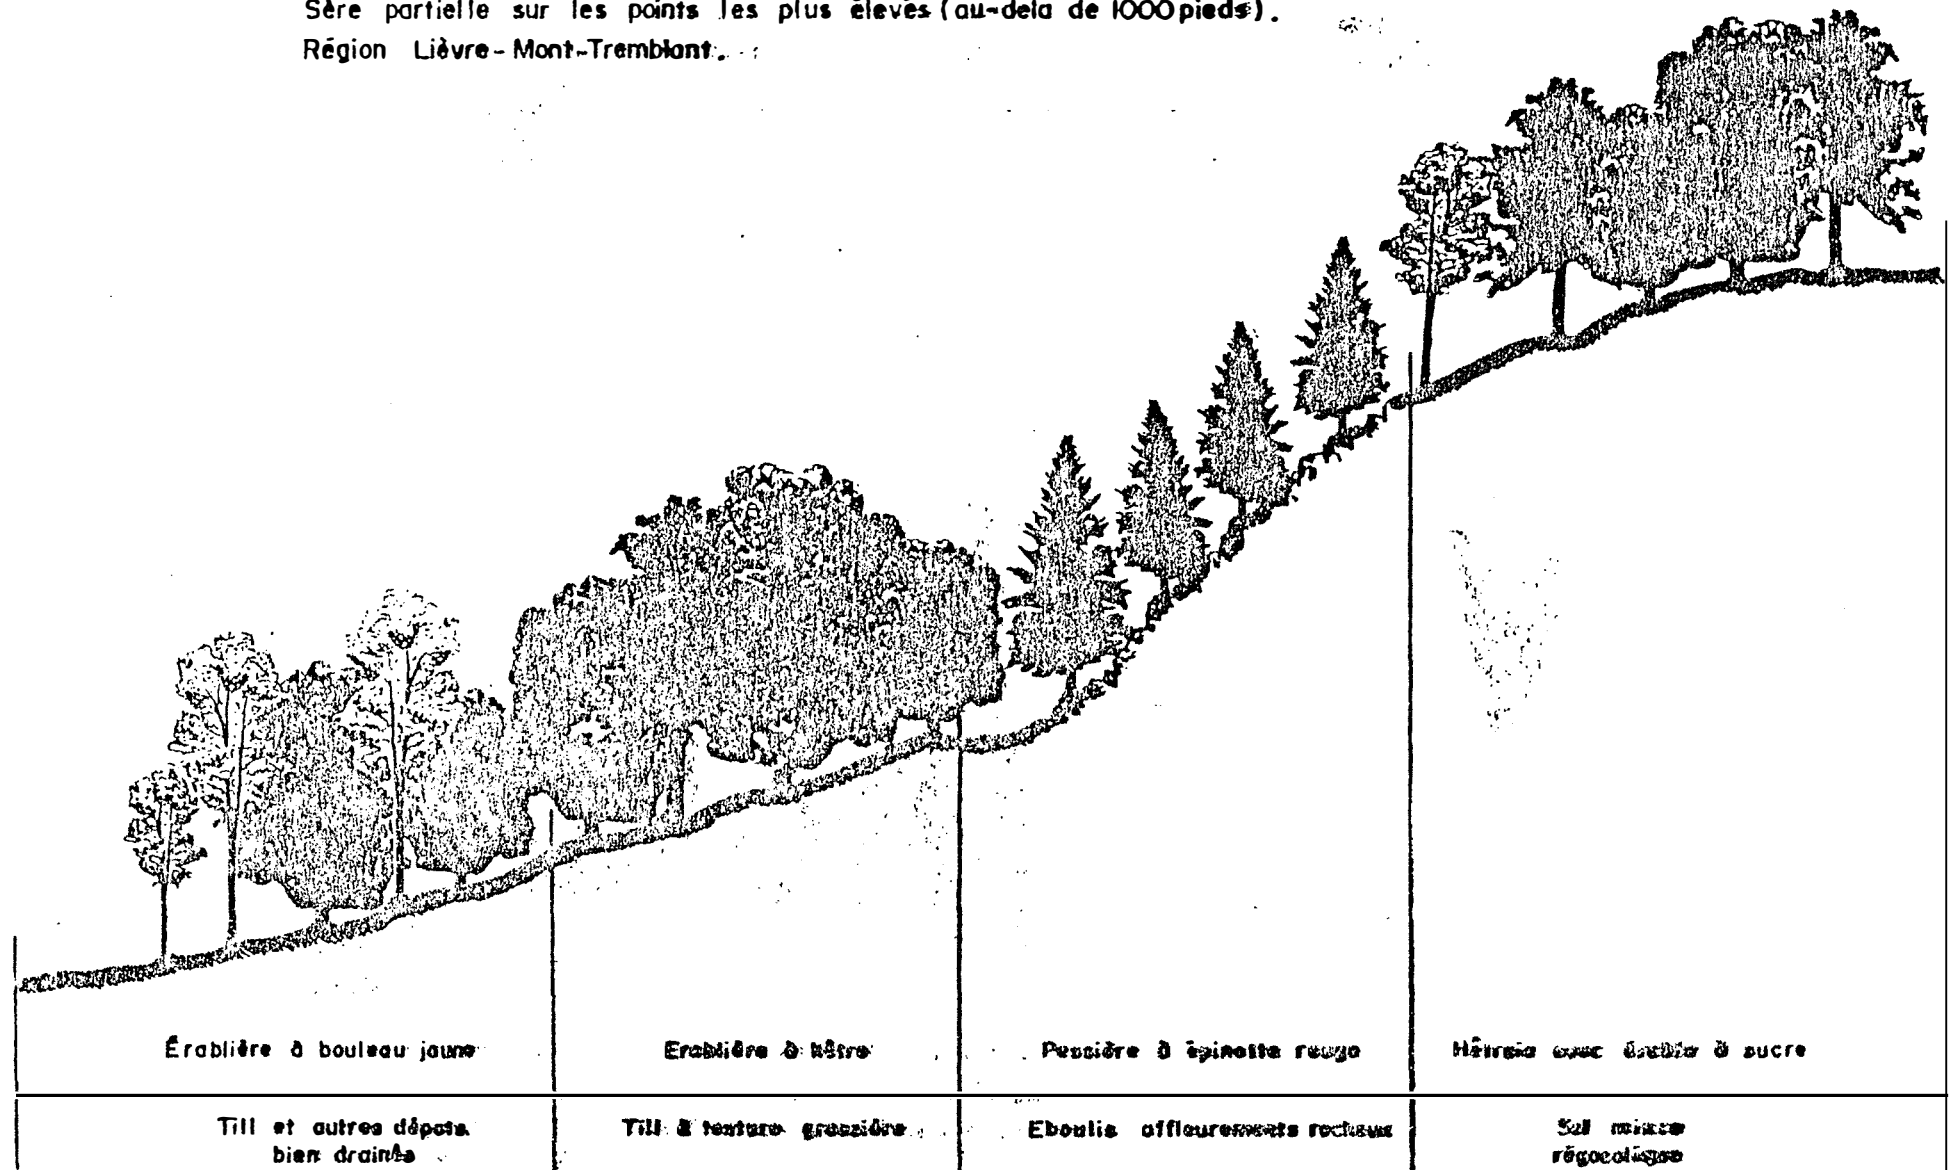 Sère partielle sur les points les plus élevés (au-delà de 1000 pieds).
Région Lièvre-Mont-Tremblant.
Érablière à bouleau jaune
Erablière à hêtre
Pessière à épinette rouge
Hêtraie avec érable à sucre
Till et autres dépots
bien drainés
Till à texture grossière
Eboulis affleurements rocheux
Sol mince
régosolique